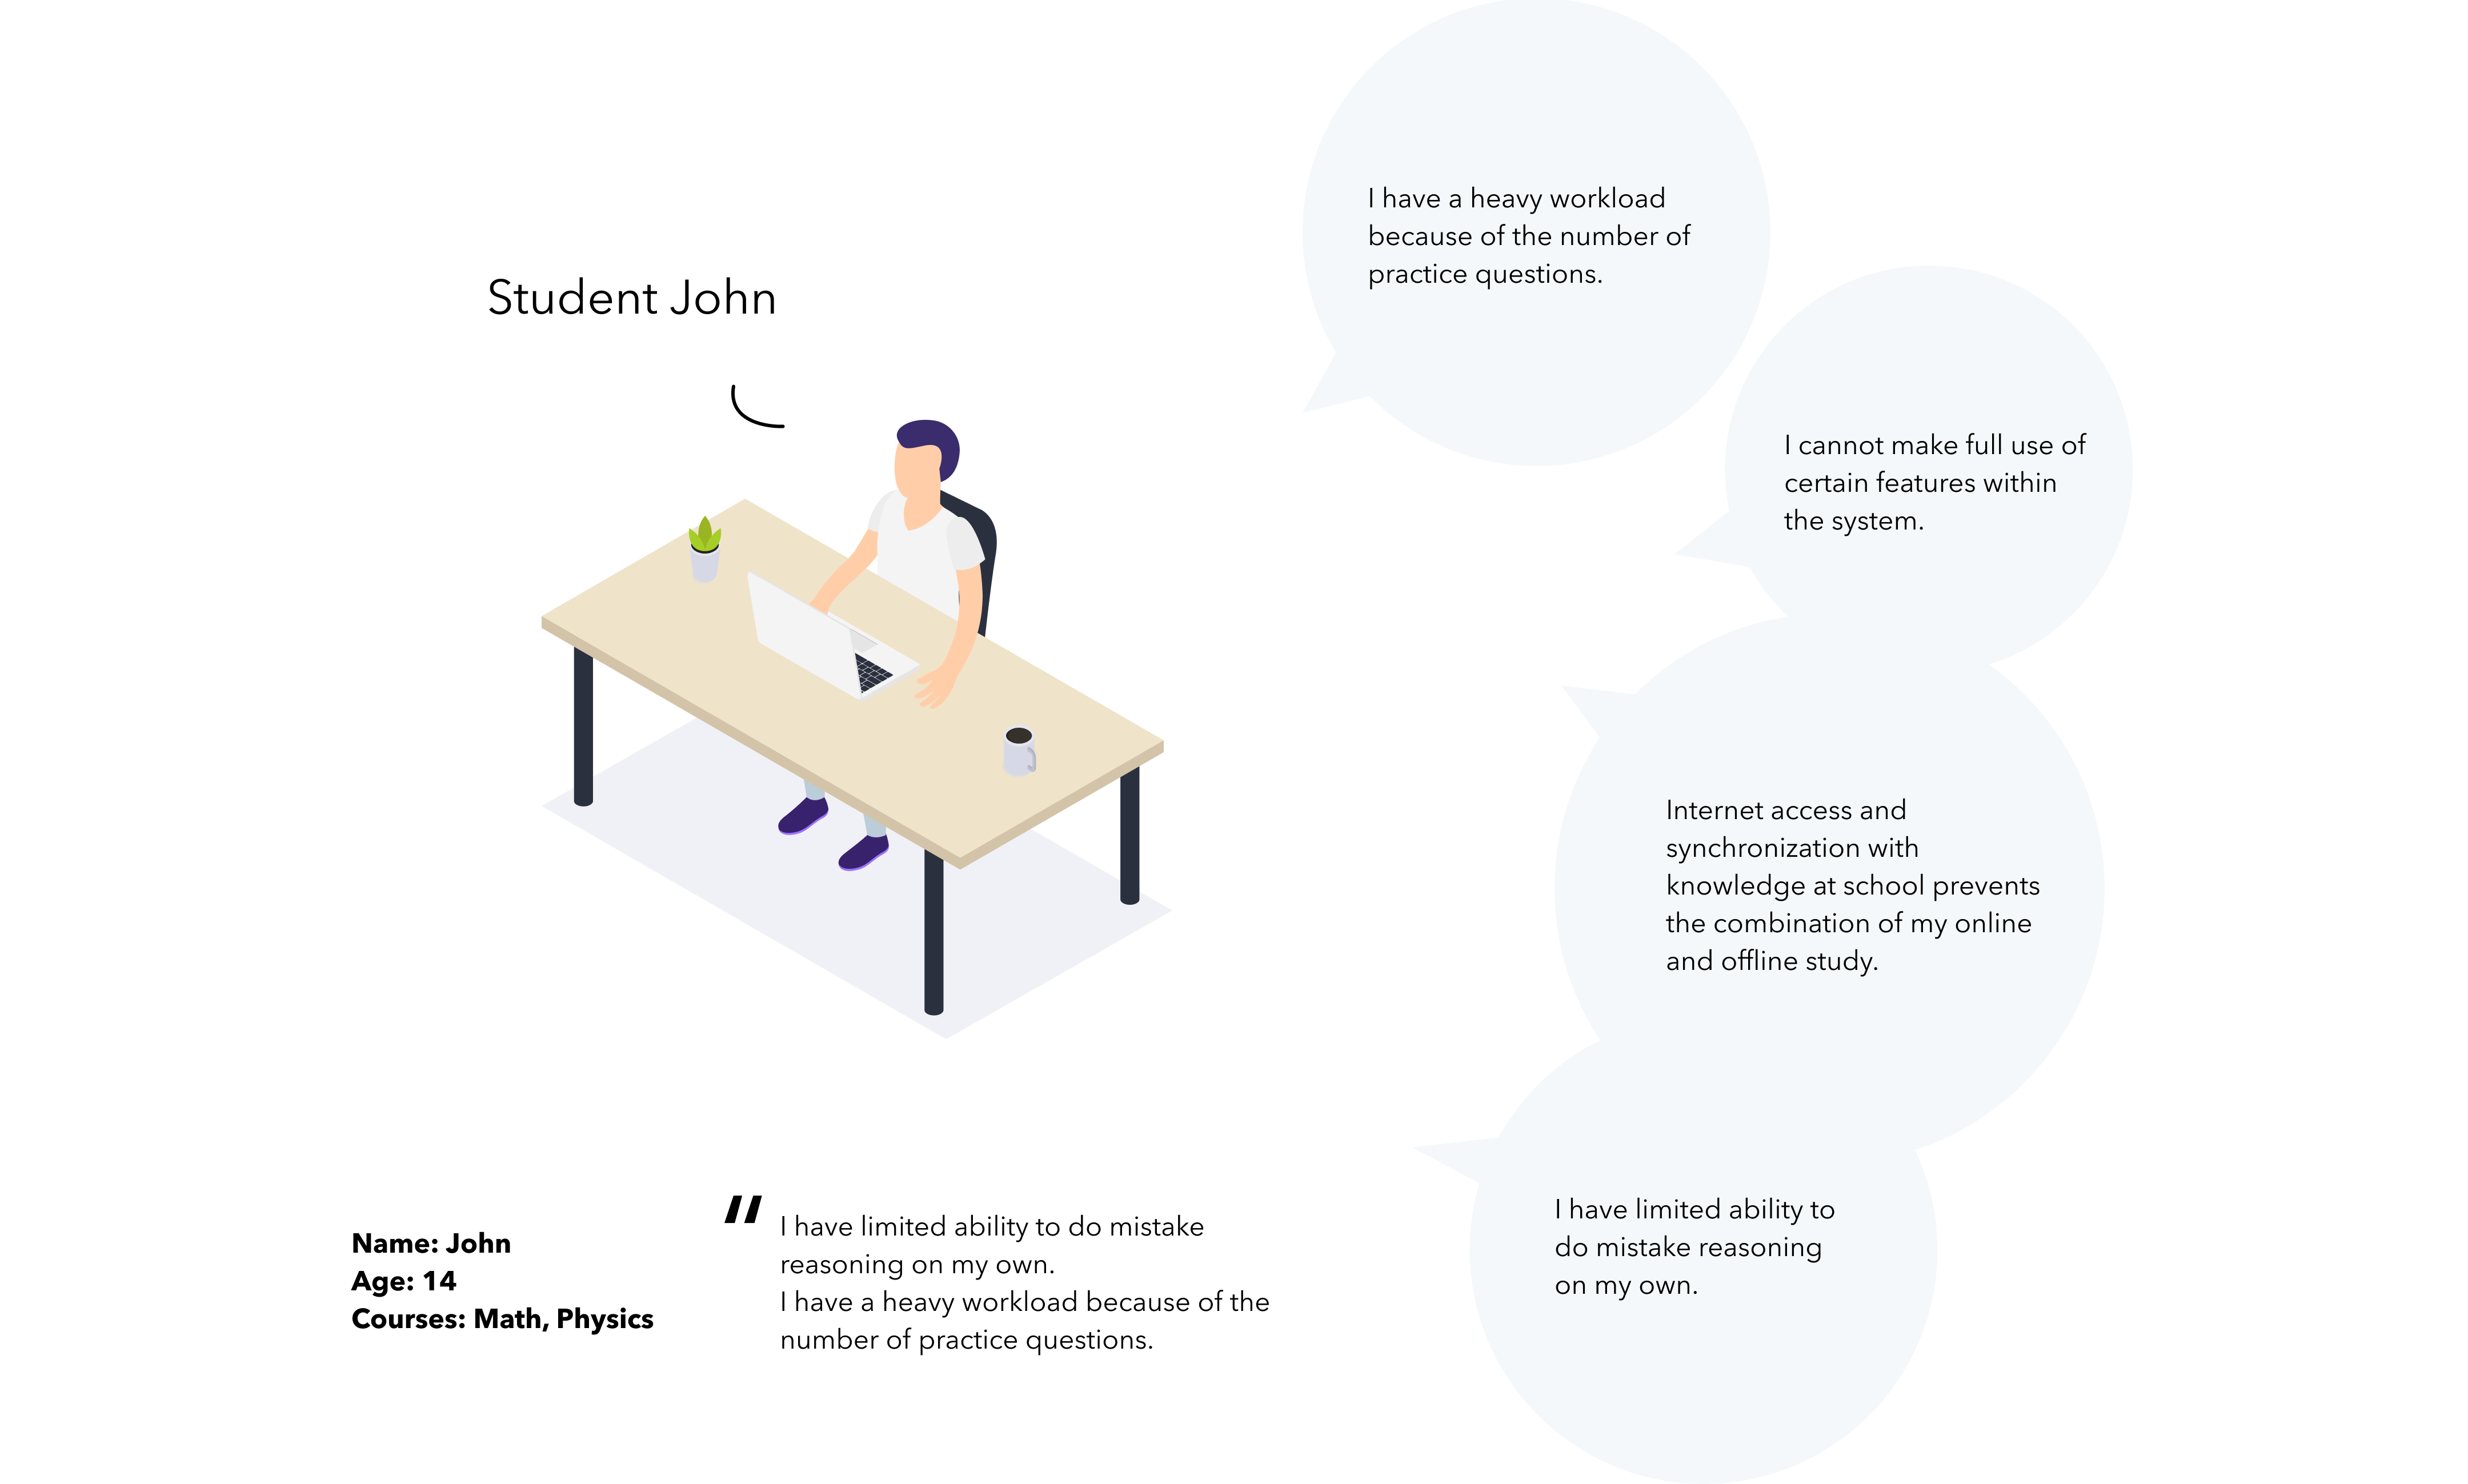 Student John
I have a heavy workload
because of the number of
practice questions.
I cannot make full use of
certain features within
the system.
Internet access and
synchronization with
knowledge at school prevents
the combination of my online
and offline study.
I have limited ability to
do mistake reasoning
on my own.
Name: John
Age: 14
Courses: Math, Physics
“
I have limited ability to do mistake
reasoning on my own.
I have a heavy workload because of the
number of practice questions.